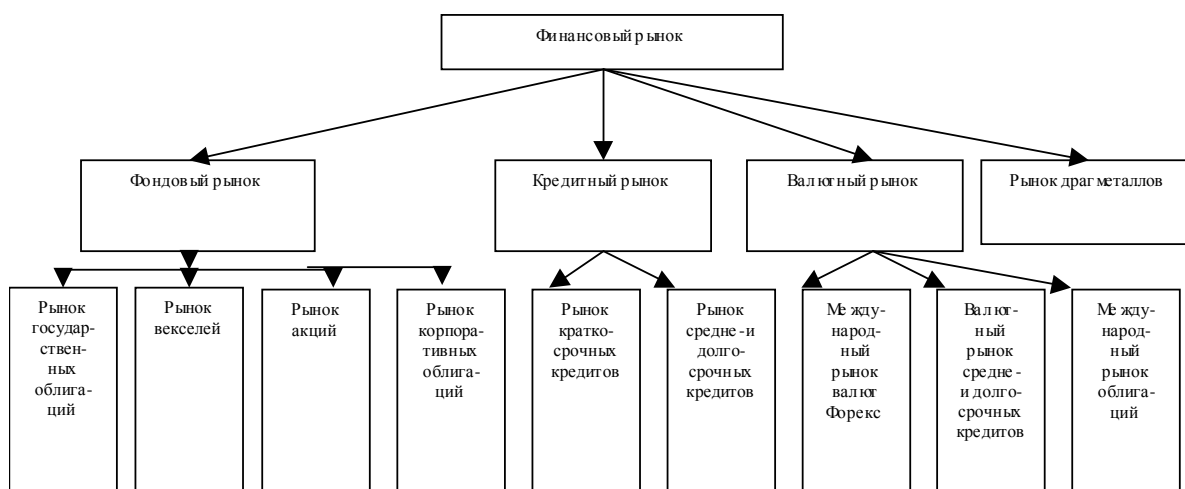 Финансовый рынок
Фондовый рынок
Кредитный рынок
Валютный рынок
Рынок драгметаллов
Рынок
государ-
ствен-
ных
облига-
ций
Рынок
векселей
Рынок
акций
Рынок
корпора-
тивных
облига-
ций
Рынок
кратко-
срочных
кредитов
Рынок
средне-и
долго-
срочных
кредитов
Между-
народ-
ный
рынок
валют
Форекс
Валют-
ный
рынок
средне-
и долго-
срочных
кредитов
Между-
народ-
ный
рынок
облига-
ций